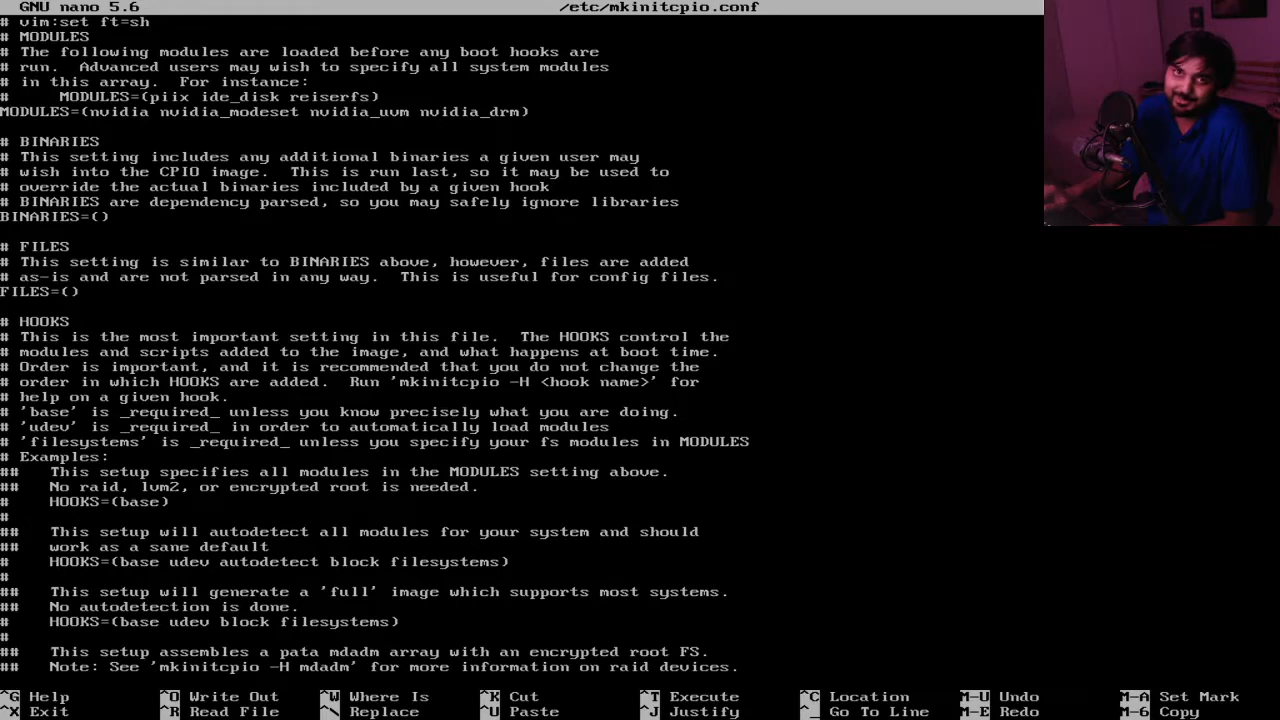 GNU nano 5.6 /etc/mkinitcpio.conf
# vim:set ft=sh
# MODULES
# The following modules are loaded before any boot hooks are
# run.  Advanced users may wish to specify all system modules
# in this array.  For instance:
#     MODULES=(piix ide_disk reiserfs)
MODULES=(nvidia nvidia_modeset nvidia_uvm nvidia_drm)
# BINARIES
# This setting includes any additional binaries a given user may
# wish into the CPIO image.  This is run last, so it may be used to
# override the actual binaries included by a given hook
# BINARIES are dependency parsed, so you may safely ignore libraries
BINARIES=()
# FILES
# This setting is similar to BINARIES above, however, files are added
# as-is and are not parsed in any way.  This is useful for config files.
FILES=()
# HOOKS
# This is the most important setting in this file.  The HOOKS control the
# modules and scripts added to the image, and what happens at boot time.
# Order is important, and it is recommended that you do not change the
# order in which HOOKS are added.  Run 'mkinitcpio -H <hook name>' for
# help on a given hook.
# 'base' is _required_ unless you know precisely what you are doing.
# 'udev' is _required_ in order to automatically load modules
# 'filesystems' is _required_ unless you specify your fs modules in MODULES
# Examples:
##   This setup specifies all modules in the MODULES setting above.
##   No raid, lvm2, or encrypted root is needed.
#    HOOKS=(base)
#
##   This setup will autodetect all modules for your system and should
##   work as a sane default
#    HOOKS=(base udev autodetect block filesystems)
#
##   This setup will generate a 'full' image which supports most systems.
##   No autodetection is done.
#    HOOKS=(base udev block filesystems)
#
##   This setup assembles a pata mdadm array with an encrypted root FS.
##   Note: See 'mkinitcpio -H mdadm' for more information on raid devices.
^G Help ^O Write Out ^W Where Is ^K Cut ^T Execute ^C Location M-U Undo M-A Set Mark
^X Exit ^R Read File ^\ Replace ^U Paste ^J Justify ^_ Go To Line M-E Redo M-6 Copy